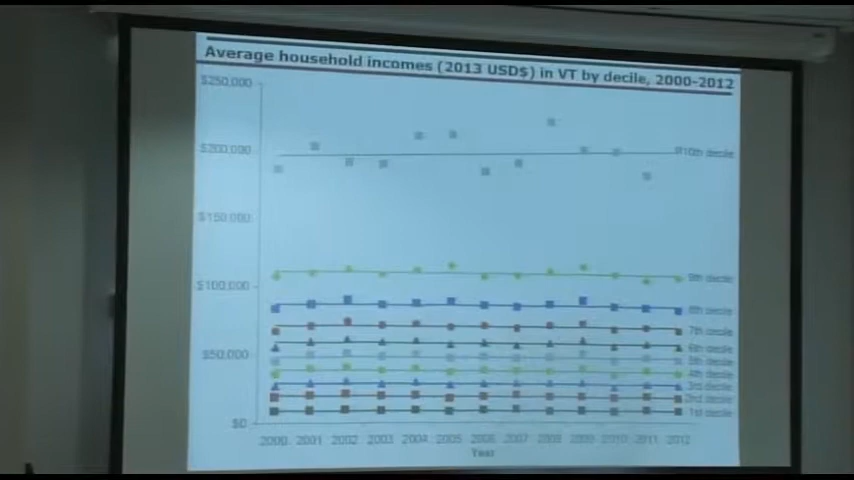 Average household incomes (2013 USD$) in VT by decile, 2000-2012
$250,000
$200,000
$150,000
$100,000
$50,000
$0
10th decile
9th decile
8th decile
7th decile
6th decile
5th decile
4th decile
3rd decile
2nd decile
1st decile
2000 2001 2002 2003 2004 2005 2006 2007 2008 2009 2010 2011 2012
Year